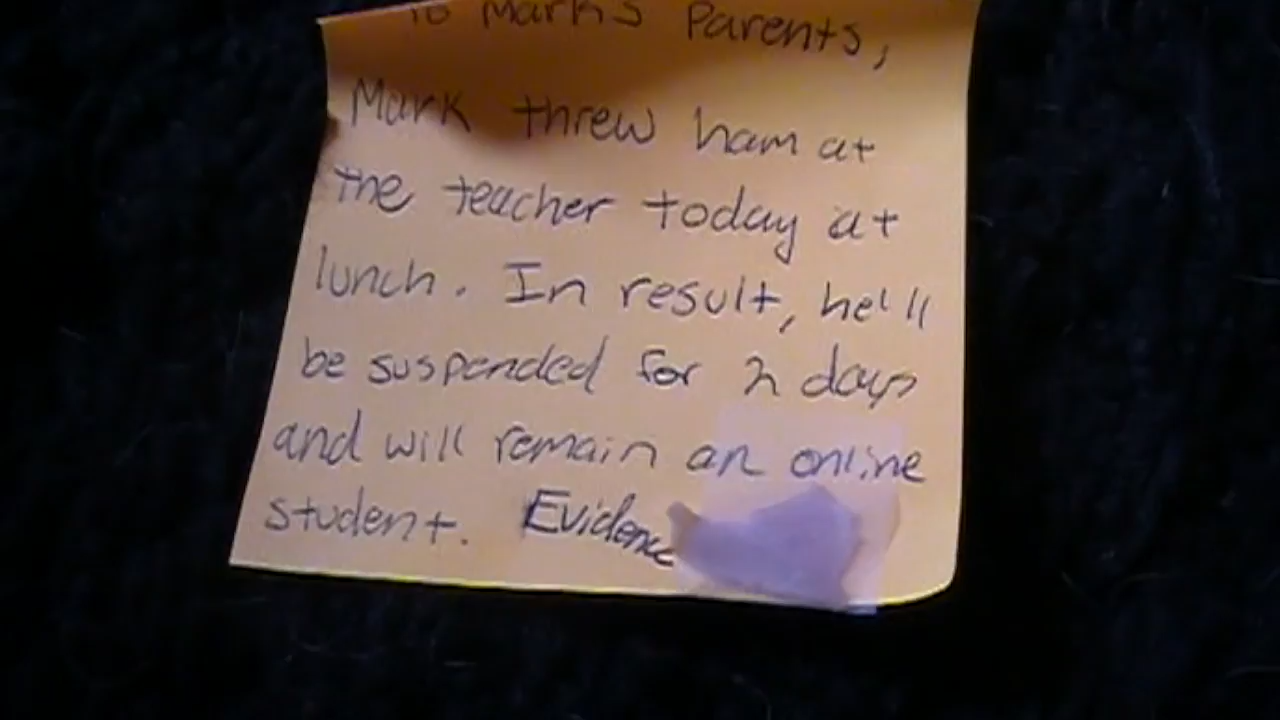 To Mark's Parents,
Mark threw ham at
the teacher today at
lunch. In result, he'll
be suspended for 2 days
and will remain an online
student. Evidence